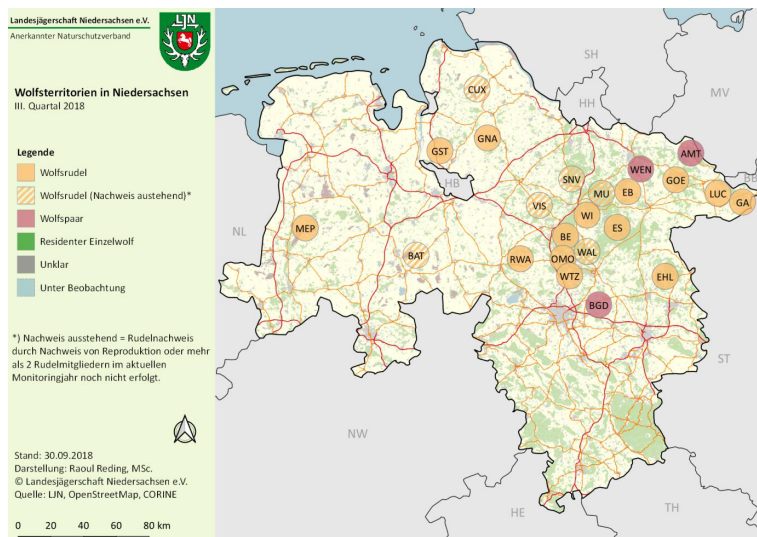 Landesjägerschaft Niedersachsen e.V.
Anerkannter Naturschutzverband
LJN
Wolfsterritorien in Niedersachsen
III. Quartal 2018
Legende
Wolfsrudel
Wolfsrudel (Nachweis austehend)*
Wolfspaar
Residenter Einzelwolf
Unklar
Unter Beobachtung
*) Nachweis ausstehend = Rudelnachweis
durch Nachweis von Reproduktion oder mehr
als 2 Rudelmitgliedern im aktuellen
Monitoringjahr noch nicht erfolgt.
Stand: 30.09.2018
Darstellung: Raoul Reding, MSc.
© Landesjägerschaft Niedersachsen e.V.
Quelle: LJN, OpenStreetMap, CORINE
0 20 40 60 80 km
SH
MV
HH
CUX
GNA
GST
AMT
WEN
BB
HB
SNV
MU
EB
GOE
LUC
GA
VIS
WI
NL
MEP
ES
BE
BAT
RWA
OMO
WAL
WTZ
EHL
BGD
ST
NW
HE
TH